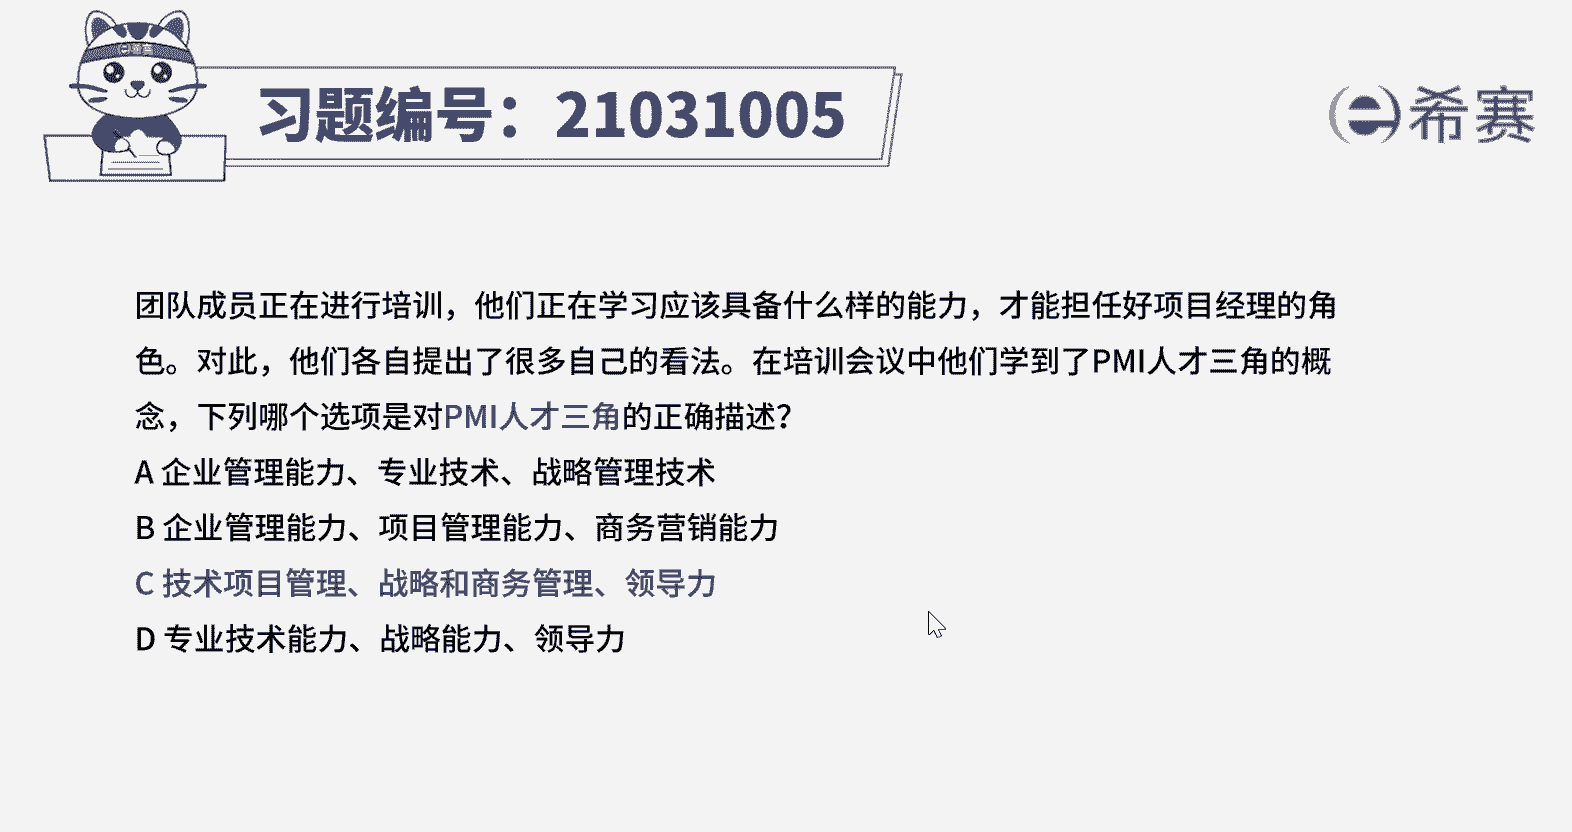 e希赛
习题编号：21031005
(e)希赛
团队成员正在进行培训，他们正在学习应该具备什么样的能力，才能担任好项目经理的角
色。对此，他们各自提出了很多自己的看法。在培训会议中他们学到了PMI人才三角的概
念，下列哪个选项是对PMI人才三角的正确描述？
A 企业管理能力、专业技术、战略管理技术
B 企业管理能力、项目管理能力、商务营销能力
C 技术项目管理、战略和商务管理、领导力
D 专业技术能力、战略能力、领导力